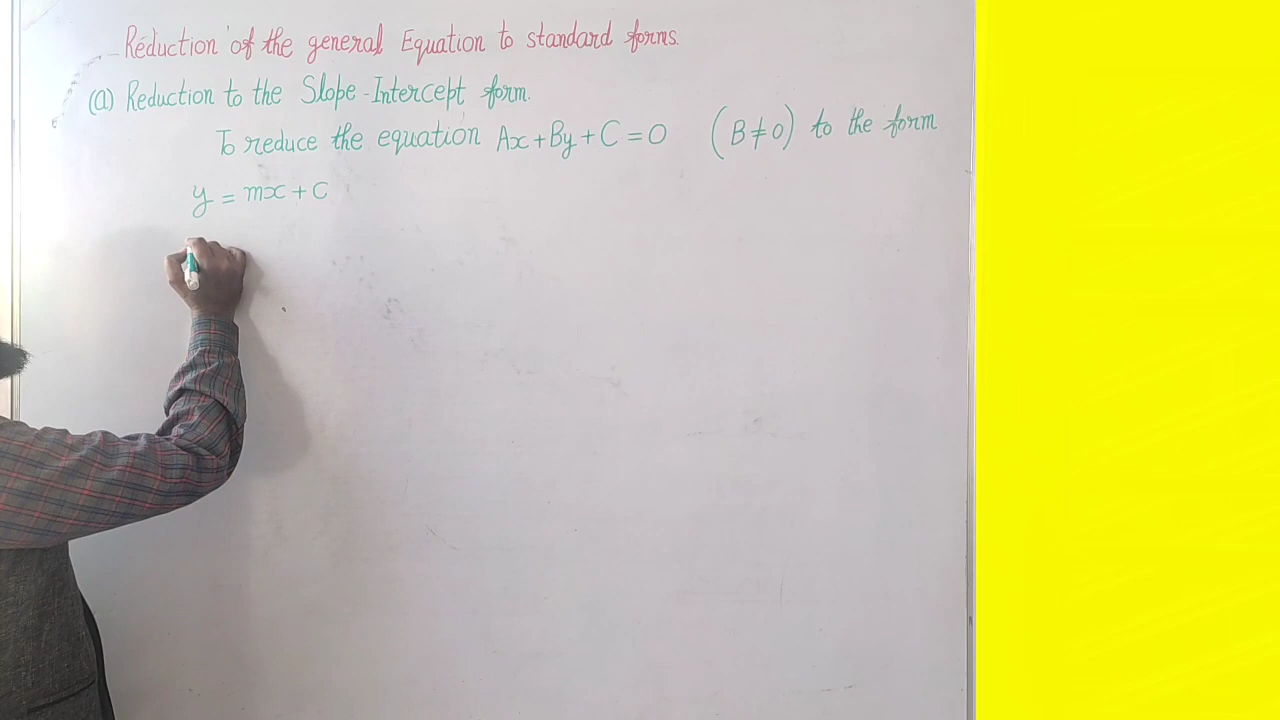 Reduction of the general Equation to standard forms.
(a) Reduction to the Slope-Intercept form.
To reduce the equation Ax+By+C=0 (B≠0) to the form
y = mx + c